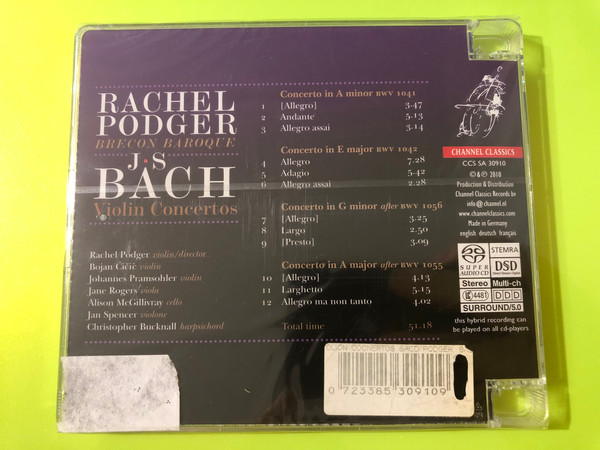 RACHEL
PODGER
BRECON BAROQUE
J·S
BACH
Violin Concertos
Rachel Podger violin/director
Bojan Čičić violin
Johannes Pramsohler violin
Jane Rogers viola
Alison McGillivray cello
Jan Spencer violone
Christopher Bucknall harpsichord
Concerto in A minor BWV 1041
1 [Allegro] 3.47
2 Andante 5.13
3 Allegro assai 3.14
Concerto in E major BWV 1042
4 Allegro 7.28
5 Adagio 5.42
6 Allegro assai 2.28
Concerto in G minor after BWV 1056
7 [Allegro] 3.25
8 Largo 2.50
9 [Presto] 3.09
Concerto in A major after BWV 1055
10 [Allegro] 4.13
11 Larghetto 5.15
12 Allegro ma non tanto 4.02
Total time 51.18
CHANNEL CLASSICS
CCS SA 30910
©&℗ 2010
Production & Distribution
Channel Classics Records bv
info@channel.nl
www.channelclassics.com
Made in Germany
english deutsch français
SUPER AUDIO CD
STEMRA
DSD
Direct Stream Digital
Stereo
Multi-ch
4481
DDD
SURROUND/5.0
this hybrid recording can
be played on all cd-players
0 723385 309109